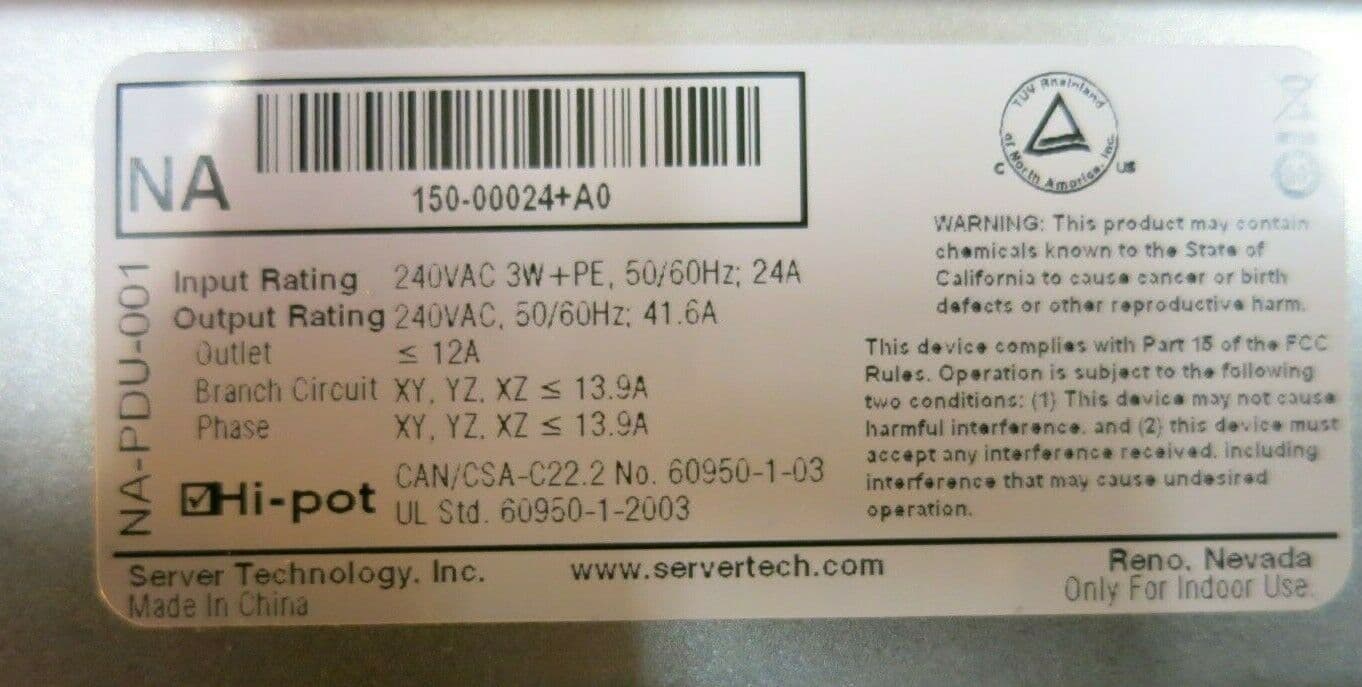 NA
150-00024+A0
NA-PDU-001
Input Rating 240VAC 3W+PE, 50/60Hz; 24A
Output Rating 240VAC, 50/60Hz; 41.6A
Outlet ≤ 12A
Branch Circuit XY, YZ, XZ ≤ 13.9A
Phase XY, YZ, XZ ≤ 13.9A
Hi-pot
CAN/CSA-C22.2 No. 60950-1-03
UL Std. 60950-1-2003
TUV Rheinland
of North America, Inc.
C US
WARNING: This product may contain
chemicals known to the State of
California to cause cancer or birth
defects or other reproductive harm.
This device complies with Part 15 of the FCC
Rules. Operation is subject to the following
two conditions: (1) This device may not cause
harmful interference, and (2) this device must
accept any interference received, including
interference that may cause undesired
operation.
Server Technology, Inc. www.servertech.com Reno, Nevada
Made In China Only For Indoor Use.